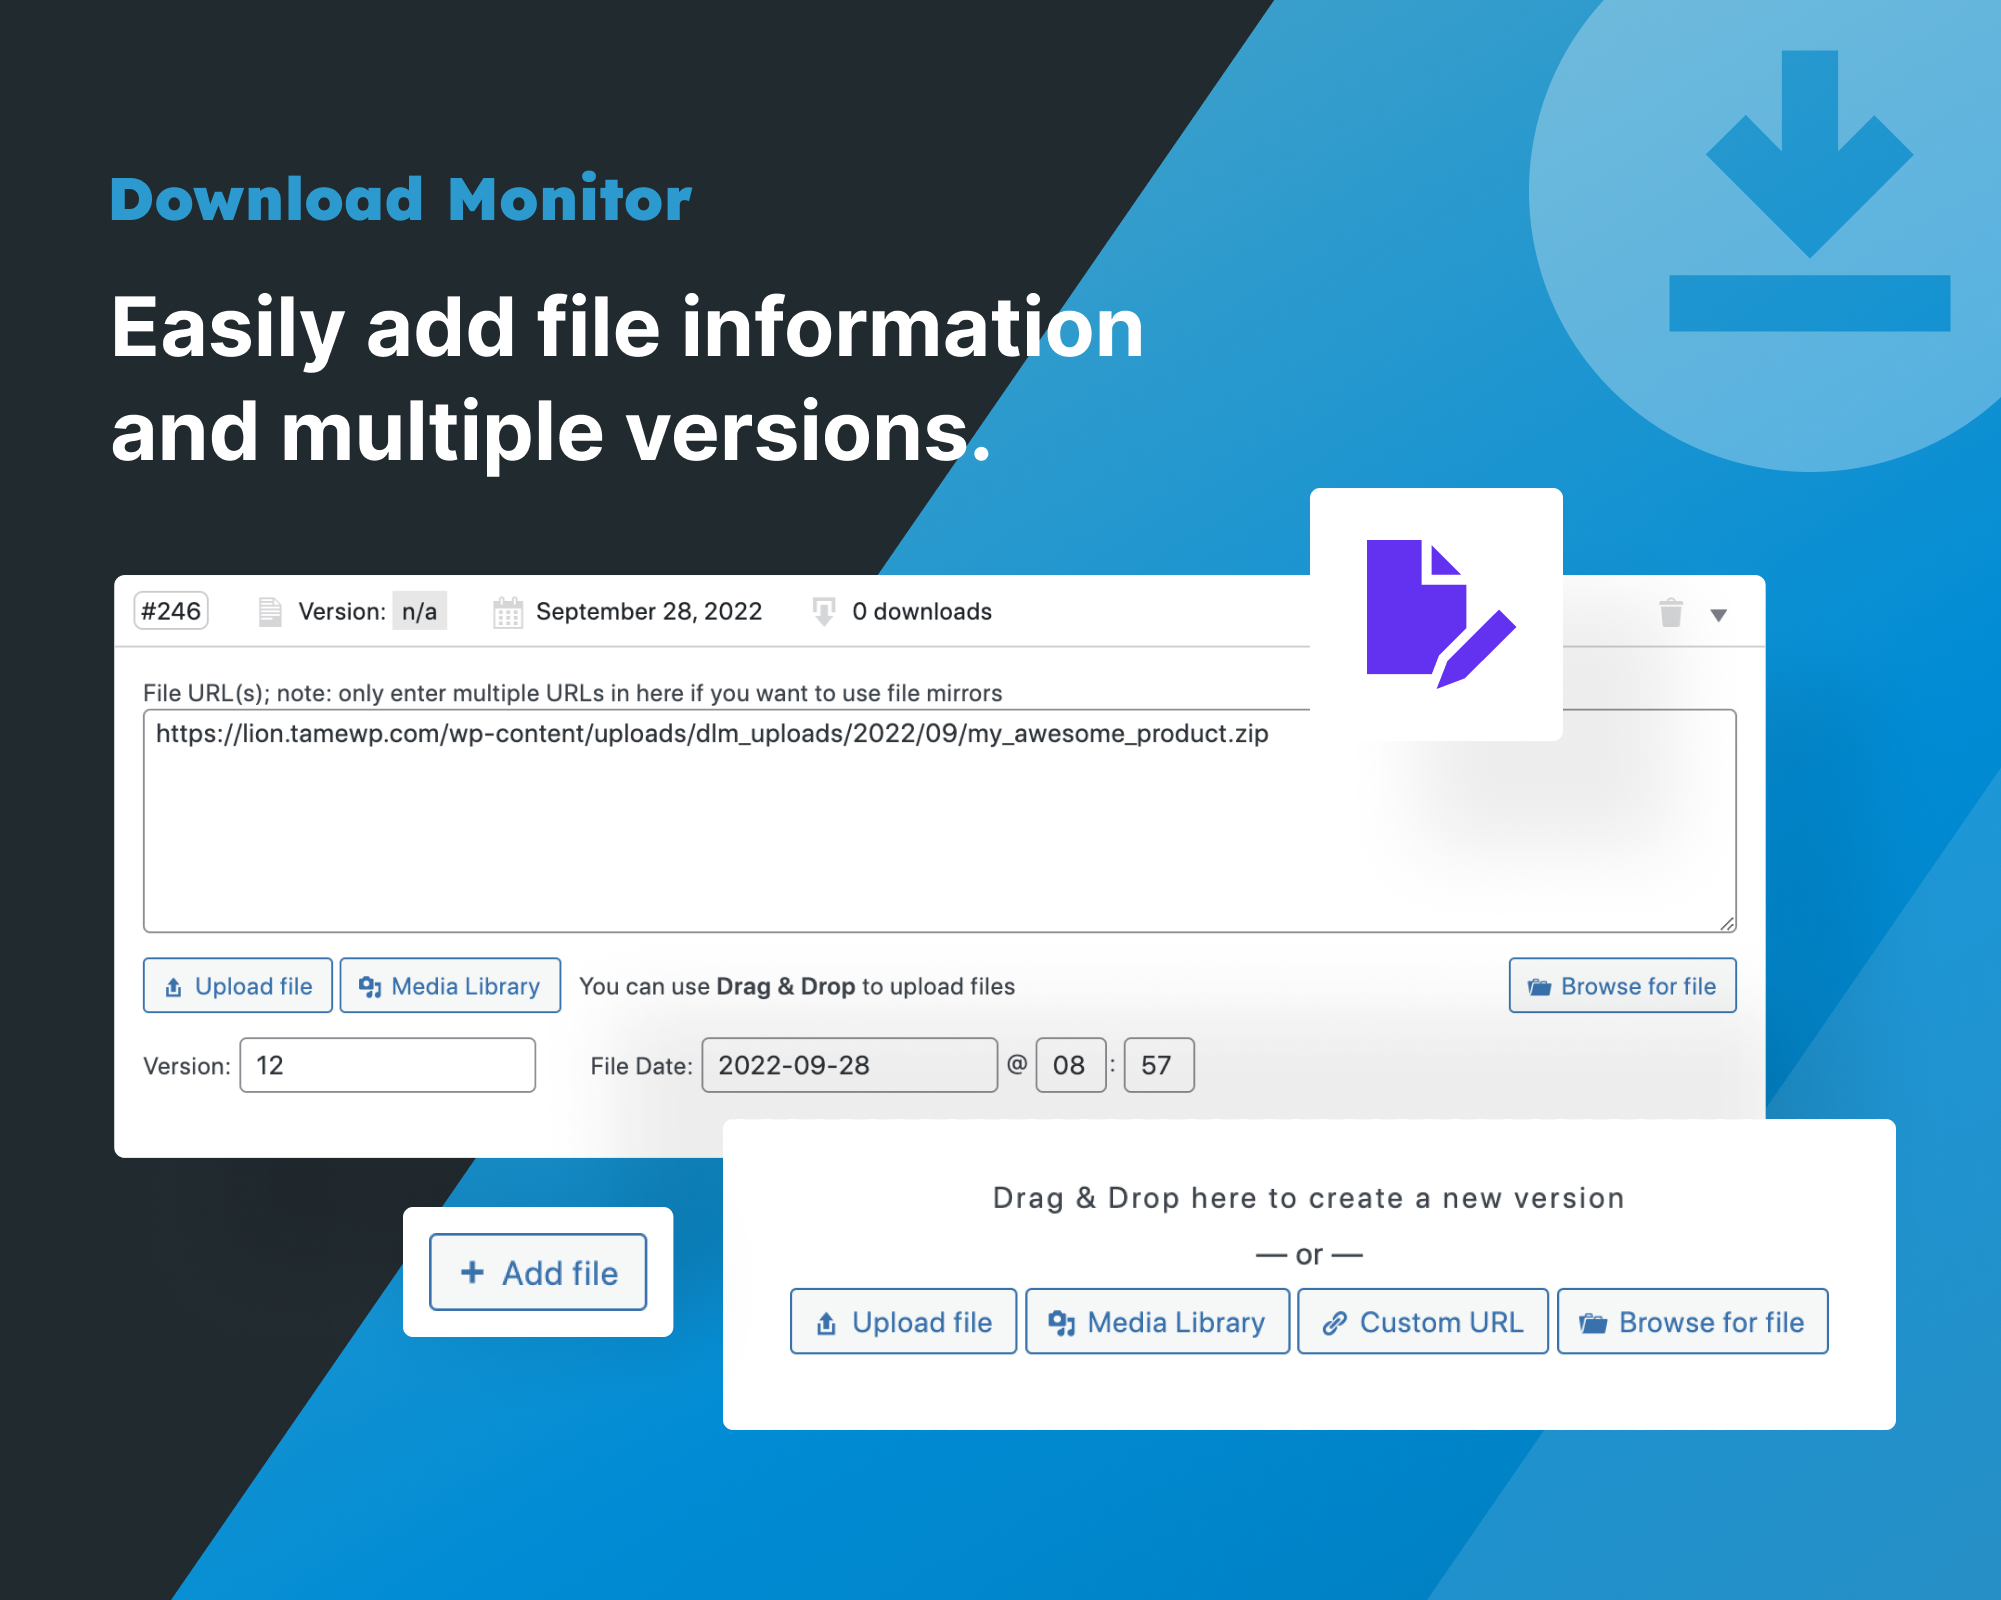 Download Monitor
Easily add file information
and multiple versions.
#246 Version: n/a September 28, 2022 0 downloads
File URL(s); note: only enter multiple URLs in here if you want to use file mirrors
https://lion.tamewp.com/wp-content/uploads/dlm_uploads/2022/09/my_awesome_product.zip
Upload file Media Library You can use Drag & Drop to upload files Browse for file
Version: 12 File Date: 2022-09-28 @ 08 : 57
Drag & Drop here to create a new version
— or —
+ Add file
Upload file Media Library Custom URL Browse for file